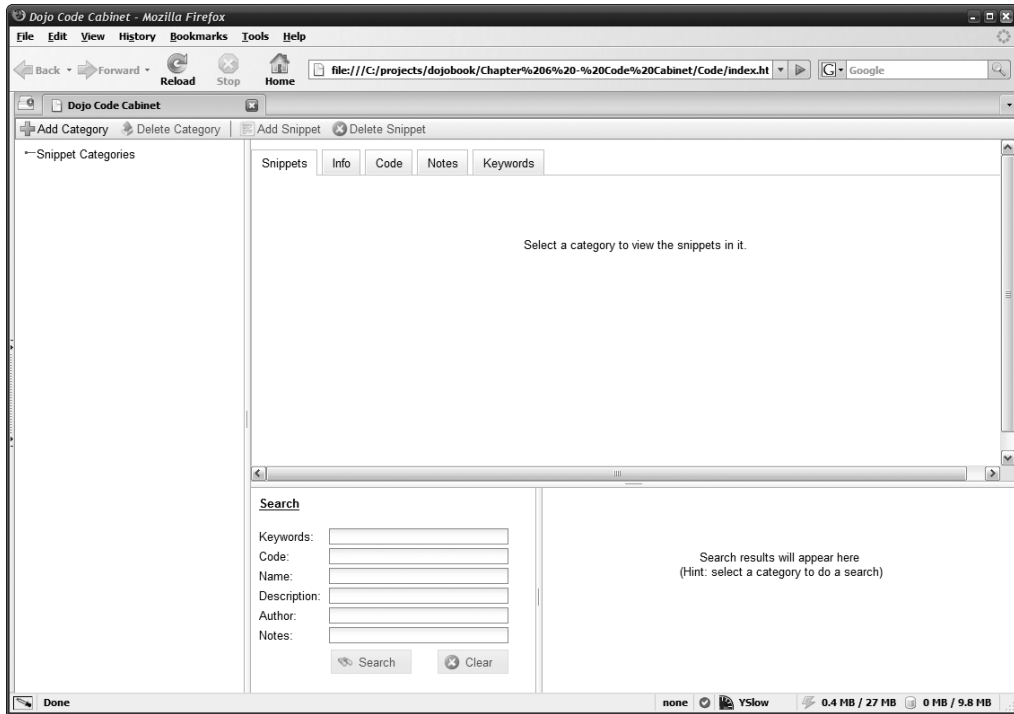 Dojo Code Cabinet - Mozilla Firefox
File Edit View History Bookmarks Tools Help
Back Forward Reload Stop Home file:///C:/projects/dojobook/Chapter%206%20-%20Code%20Cabinet/Code/index.ht G Google
Dojo Code Cabinet
Add Category Delete Category Add Snippet Delete Snippet
Snippet Categories
Snippets Info Code Notes Keywords
Select a category to view the snippets in it.
Search
Keywords:
Code:
Name:
Description:
Author:
Notes:
Search Clear
Search results will appear here
(Hint: select a category to do a search)
Done none YSlow 0.4 MB / 27 MB 0 MB / 9.8 MB